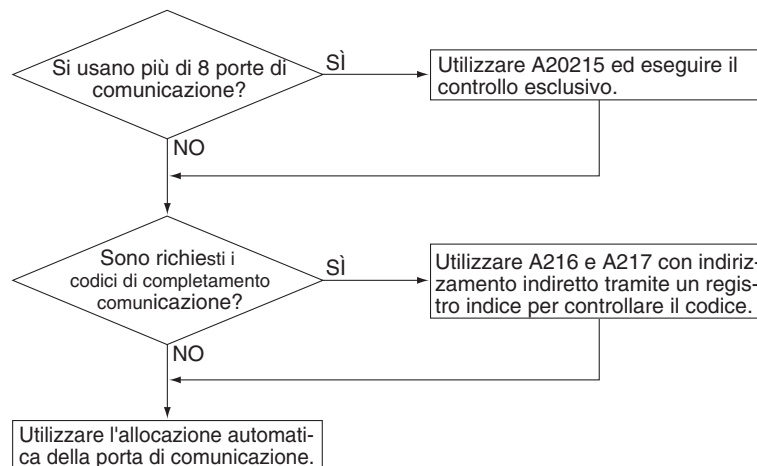 Si usano più di 8 porte di
comunicazione?
SÌ
Utilizzare A20215 ed eseguire il
controllo esclusivo.
NO
Sono richiesti i
codici di completamento
comunicazione?
SÌ
Utilizzare A216 e A217 con indiriz-
zamento indiretto tramite un regis-
tro indice per controllare il codice.
NO
Utilizzare l'allocazione automati-
ca della porta di comunicazione.